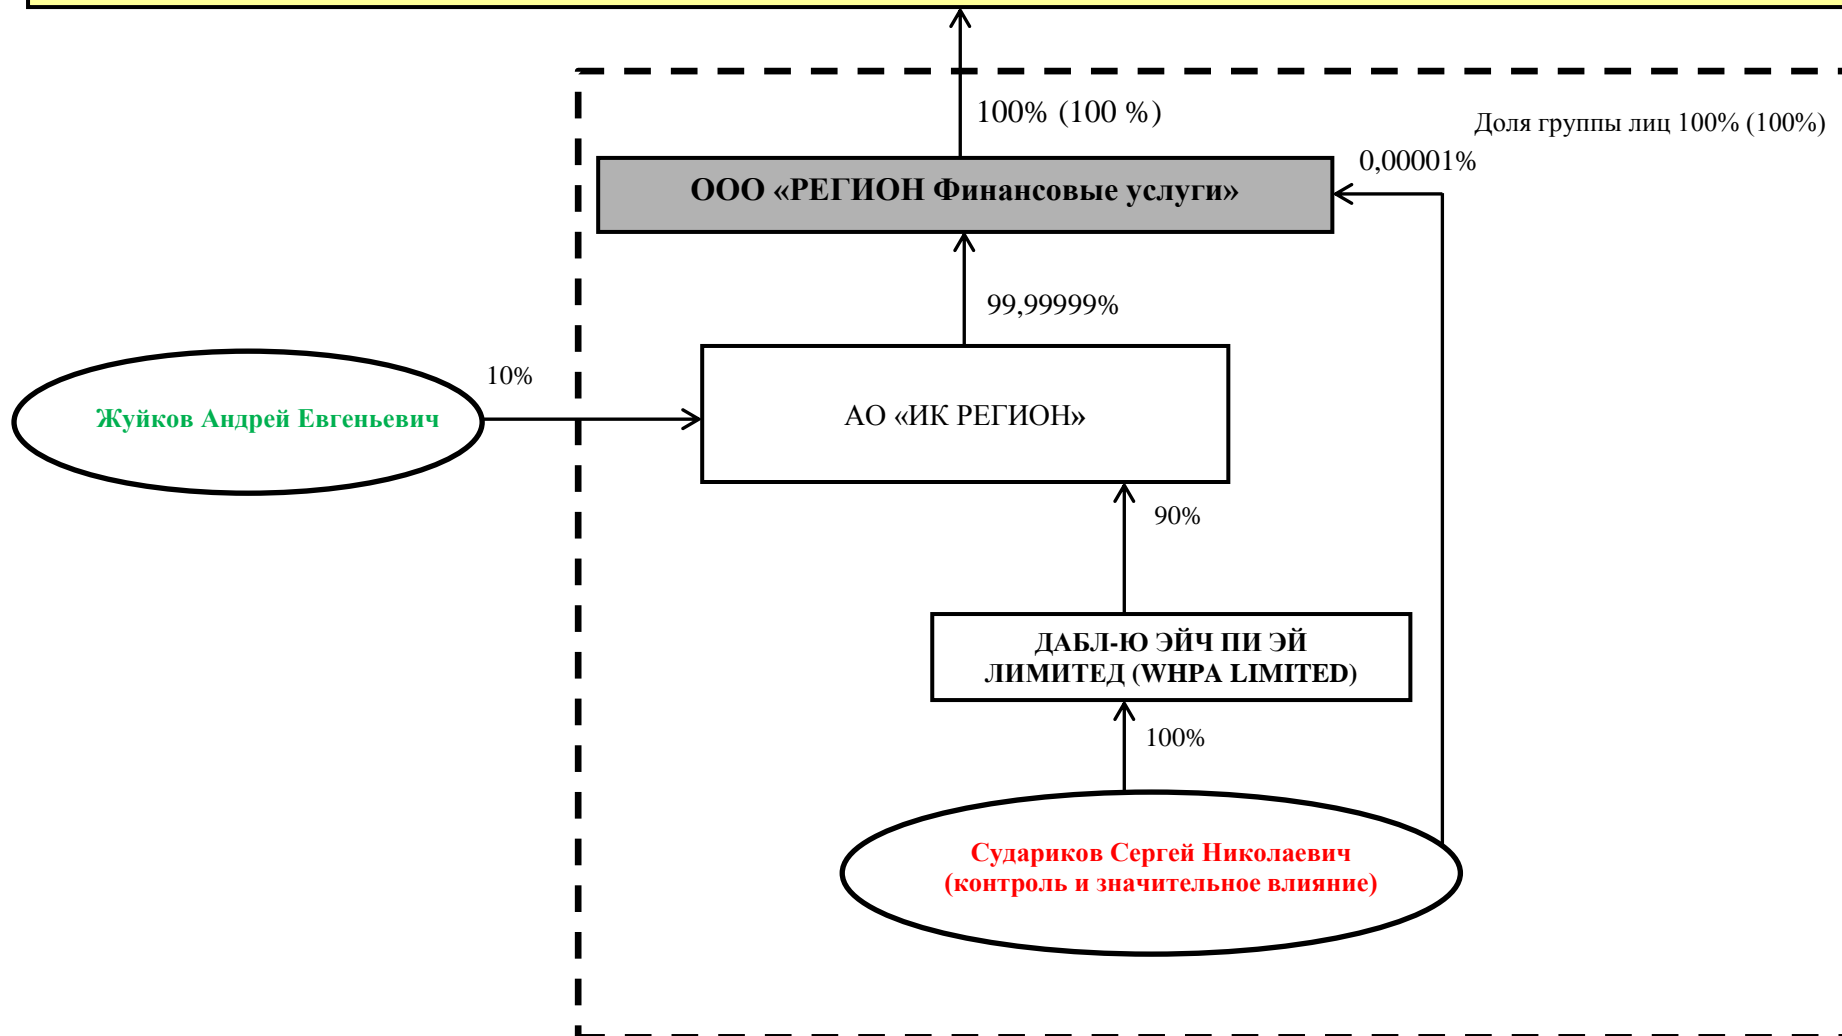 100% (100 %)
Доля группы лиц 100% (100%)
0,00001%
ООО «РЕГИОН Финансовые услуги»
99,99999%
10%
Жуйков Андрей Евгеньевич
АО «ИК РЕГИОН»
90%
ДАБЛ-Ю ЭЙЧ ПИ ЭЙ
ЛИМИТЕД (WHPA LIMITED)
100%
Судариков Сергей Николаевич
(контроль и значительное влияние)